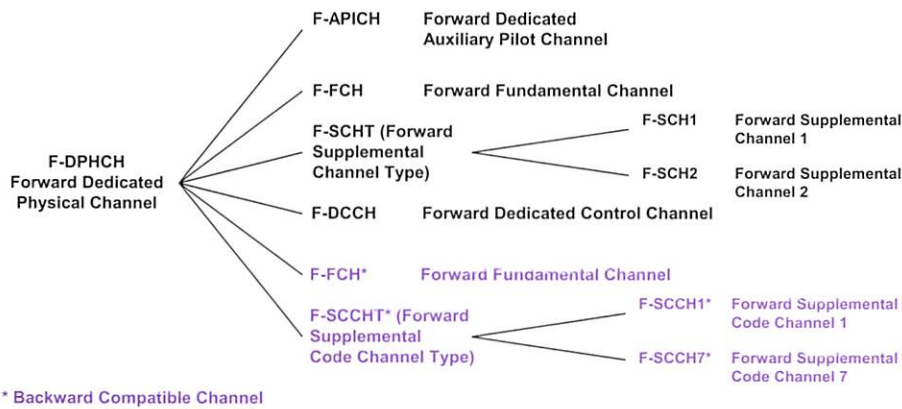 F-APICH Forward Dedicated
Auxiliary Pilot Channel
F-FCH Forward Fundamental Channel
F-SCHT (Forward
Supplemental
Channel Type)
F-SCH1 Forward Supplemental
Channel 1
F-SCH2 Forward Supplemental
Channel 2
F-DPHCH
Forward Dedicated
Physical Channel
F-DCCH Forward Dedicated Control Channel
F-FCH* Forward Fundamental Channel
F-SCCHT* (Forward
Supplemental
Code Channel Type)
F-SCCH1* Forward Supplemental
Code Channel 1
F-SCCH7* Forward Supplemental
Code Channel 7
* Backward Compatible Channel